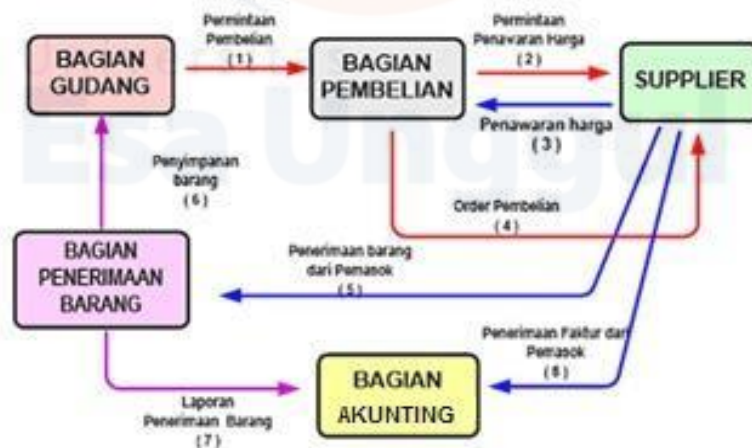 Permintaan
Pembelian
( 1 )
Permintaan
Penawaran Harga
( 2 )
BAGIAN
GUDANG
BAGIAN
PEMBELIAN
SUPPLIER
Penawaran harga
( 3 )
Esa Unggul
Penyimpanan
barang
( 6 )
Order Pembelian
( 4 )
BAGIAN
PENERIMAAN
BARANG
Penerimaan barang
dari Pemasok
( 5 )
Penerimaan Faktur dari
Pemasok
( 8 )
BAGIAN
AKUNTING
Laporan
Penerimaan Barang
( 7 )